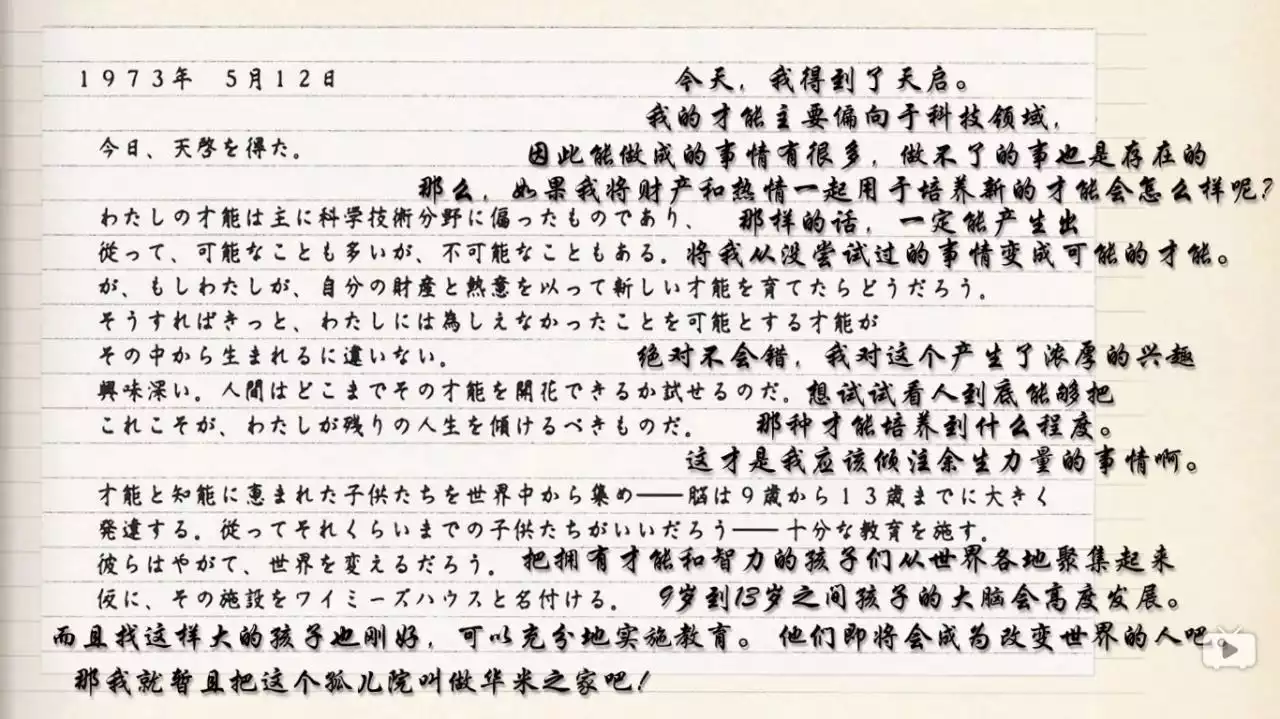 1973年 5月12日
今天，我得到了天启。
我的才能主要偏向于科技领域，
今日、天啓を得た。
因此能做成的事情有很多，做不了的事也是存在的
那么，如果我将财产和热情一起用于培养新的才能会怎么样呢？
わたしの才能は主に科学技術分野に偏ったものであり、
那样的话，一定能产生出
従って、可能なことも多いが、不可能なこともある。
将我从没尝试过的事情变成可能的才能。
が、もしわたしが、自分の財産と熱意を以って新しい才能を育てたらどうだろう。
そうすればきっと、わたしには為しえなかったことを可能とする才能が
その中から生まれるに違いない。
绝对不会错，我对这个产生了浓厚的兴趣
興味深い。人間はどこまでその才能を開花できるか試せるのだ。
想试试看人到底能够把
これこそが、わたしが残りの人生を傾けるべきものだ。
那种才能培养到什么程度。
这才是我应该倾注余生力量的事情啊。
才能と知能に恵まれた子供たちを世界中から集め──脳は9歳から13歳までに大きく
発達する。従ってそれくらいまでの子供たちがいいだろう──十分な教育を施す。
彼らはやがて、世界を変えるだろう。
把拥有才能和智力的孩子们从世界各地聚集起来
仮に、その施設をワイミーズハウスと名付ける。
9岁到13岁之间孩子的大脑会高度发展。
而且找这样大的孩子也刚好，可以充分地实施教育。他们即将会成为改变世界的人吧。
那我就暂且把这个孤儿院叫做华米之家吧！